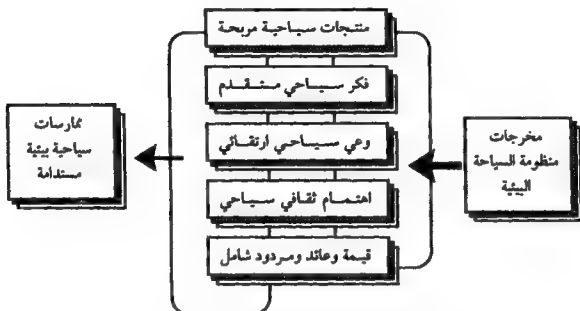 مخرجات
منظومة السياحة
البيئية
منتجات سياحية مربحة
فكر سياحي متقدم
وعي سياحي ارتقائي
اهتمام ثقافي سياحي
قيمة وعائد ومردود شامل
ممارسات
سياحية بيئية
مستدامة